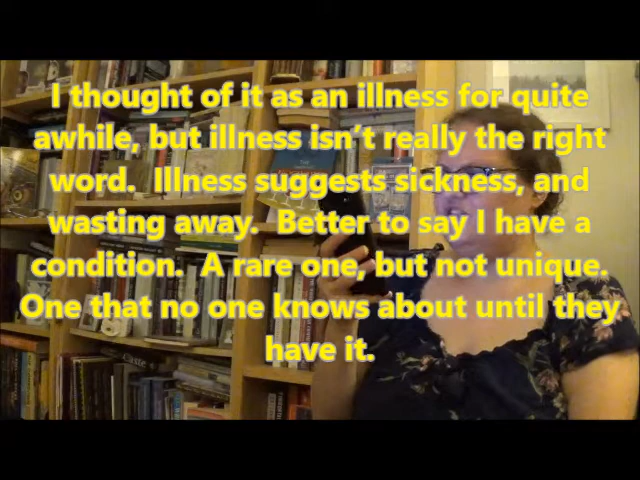 I thought of it as an illness for quite
awhile, but illness isn’t really the right
word.  Illness suggests sickness, and
wasting away.  Better to say I have a
condition.  A rare one, but not unique.
One that no one knows about until they
have it.